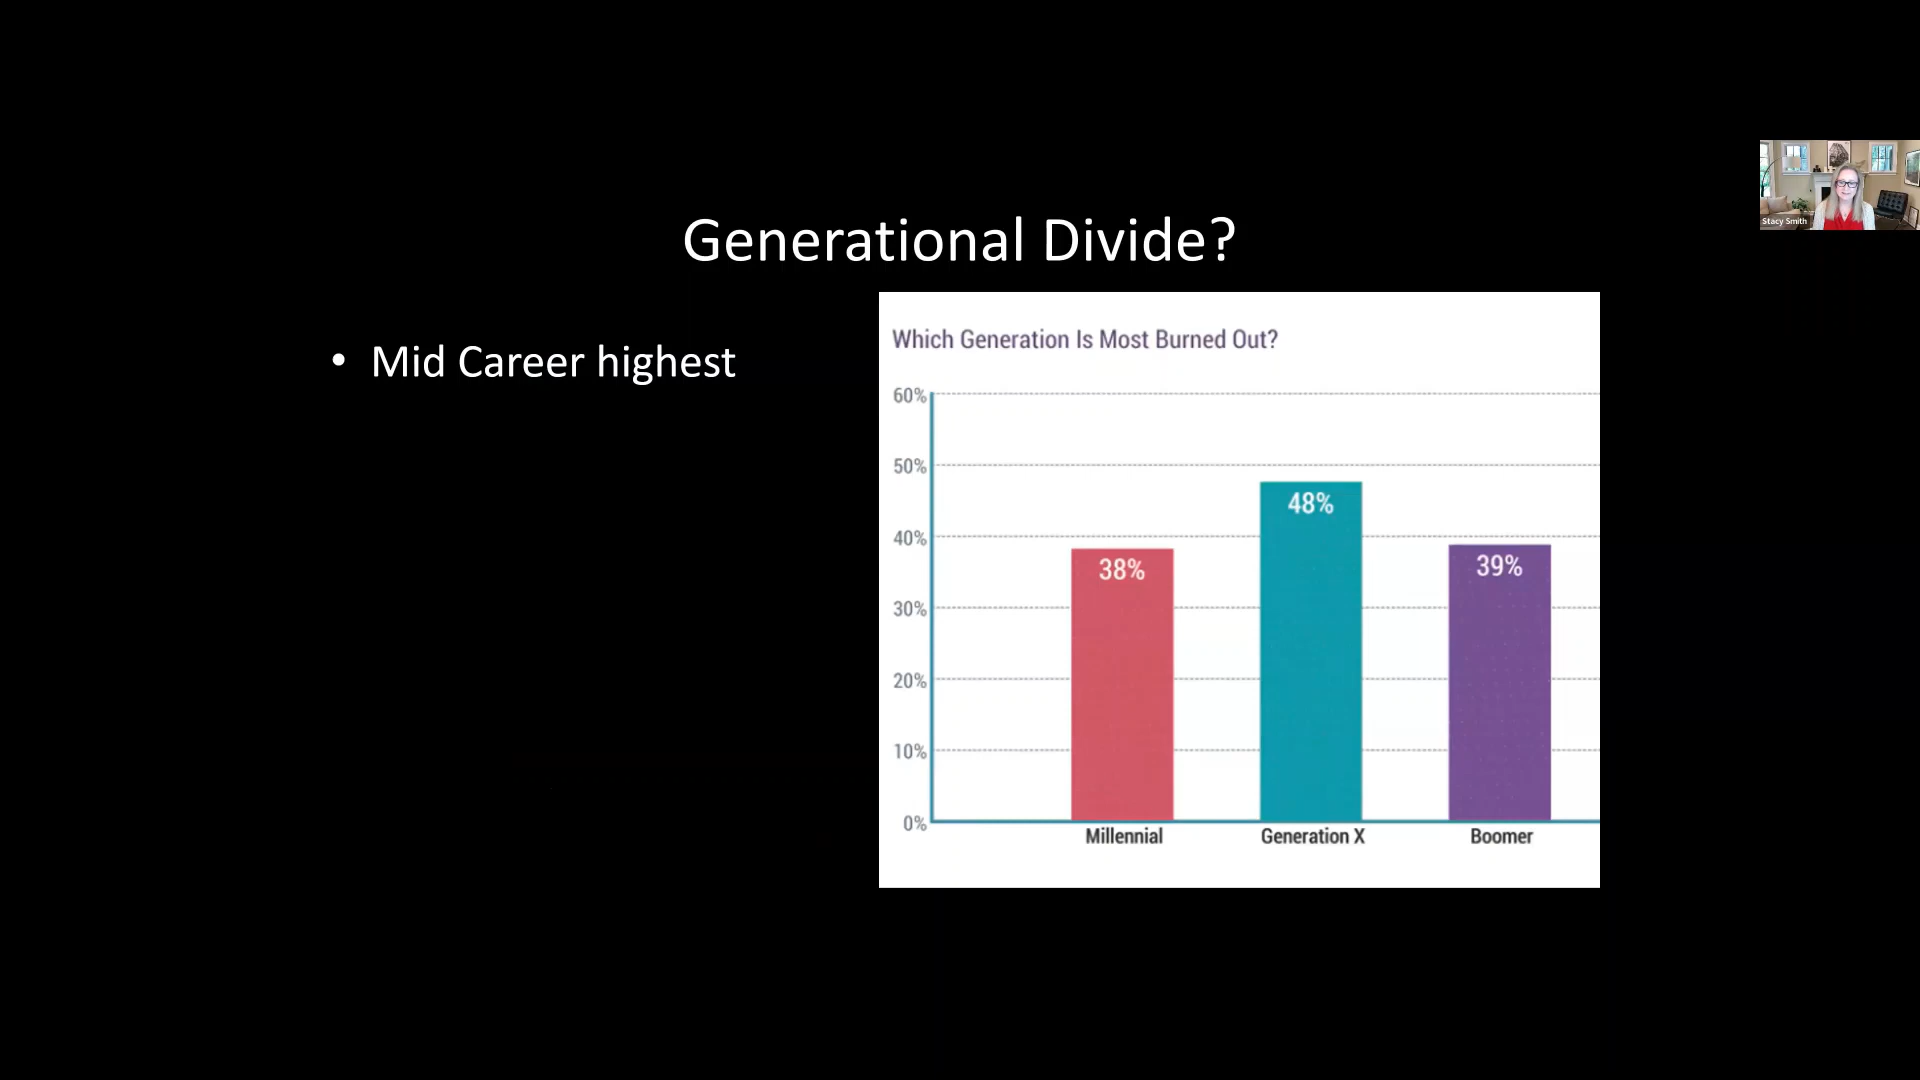 Generational Divide?
• Mid Career highest
Which Generation Is Most Burned Out?
60%
50%
40%
30%
20%
10%
0%
38%
48%
39%
Millennial
Generation X
Boomer
Stacy Smith